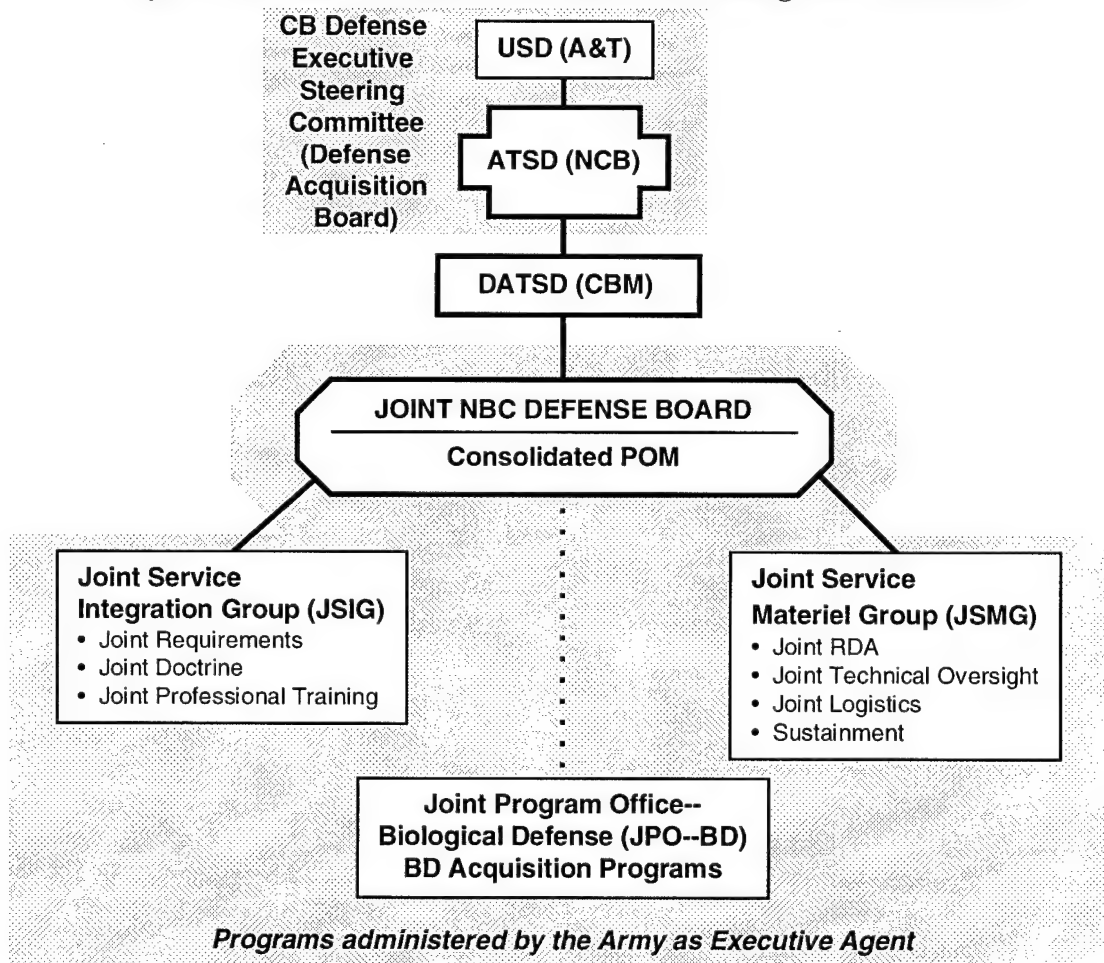 CB Defense
Executive
Steering
Committee
(Defense
Acquisition
Board)
USD (A&T)
ATSD (NCB)
DATSD (CBM)
JOINT NBC DEFENSE BOARD
Consolidated POM
Joint Service
Integration Group (JSIG)
• Joint Requirements
• Joint Doctrine
• Joint Professional Training
Joint Service
Materiel Group (JSMG)
• Joint RDA
• Joint Technical Oversight
• Joint Logistics
• Sustainment
Joint Program Office--
Biological Defense (JPO--BD)
BD Acquisition Programs
Programs administered by the Army as Executive Agent